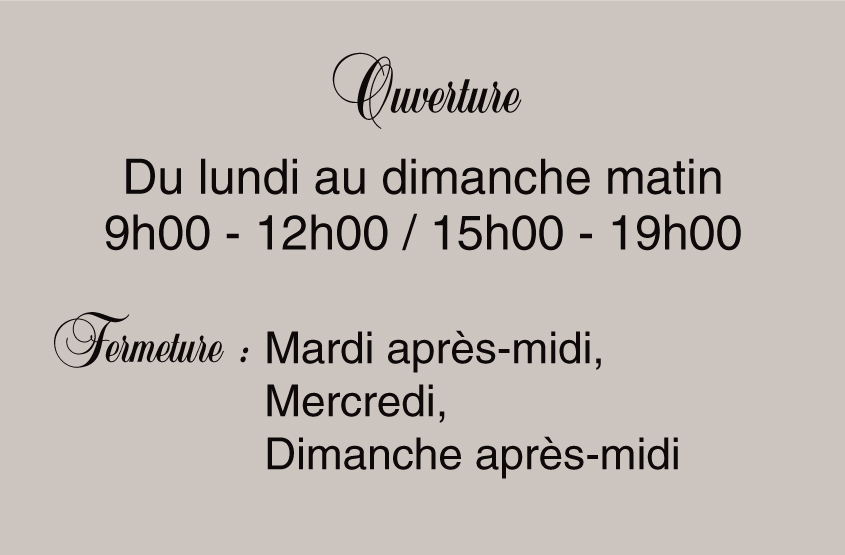 Ouverture
Du lundi au dimanche matin
9h00 - 12h00 / 15h00 - 19h00
Fermeture : Mardi après-midi,
Mercredi,
Dimanche après-midi